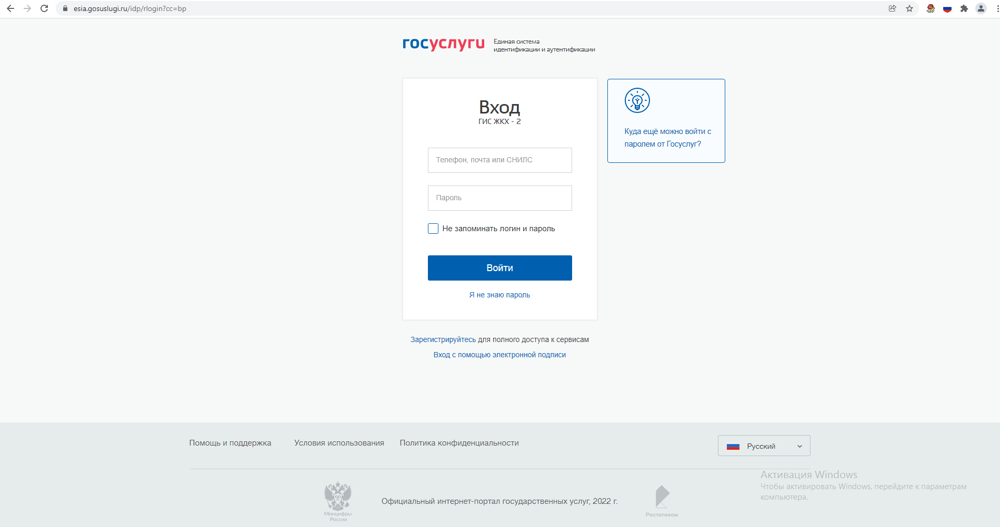 esia.gosuslugi.ru/idp/rlogin?cc=bp
госуслуги
Единая система
идентификации и аутентификации
Вход
ГИС ЖКХ - 2
Телефон, почта или СНИЛС
Пароль
Не запоминать логин и пароль
Войти
Я не знаю пароль
Куда ещё можно войти с
паролем от Госуслуг?
Зарегистрируйтесь для полного доступа к сервисам
Вход с помощью электронной подписи
Помощь и поддержка
Условия использования
Политика конфиденциальности
Русский
Активация Windows
Чтобы активировать Windows, перейдите к параметрам
компьютера.
Минцифры
России
Официальный интернет-портал государственных услуг, 2022 г.
Ростелеком